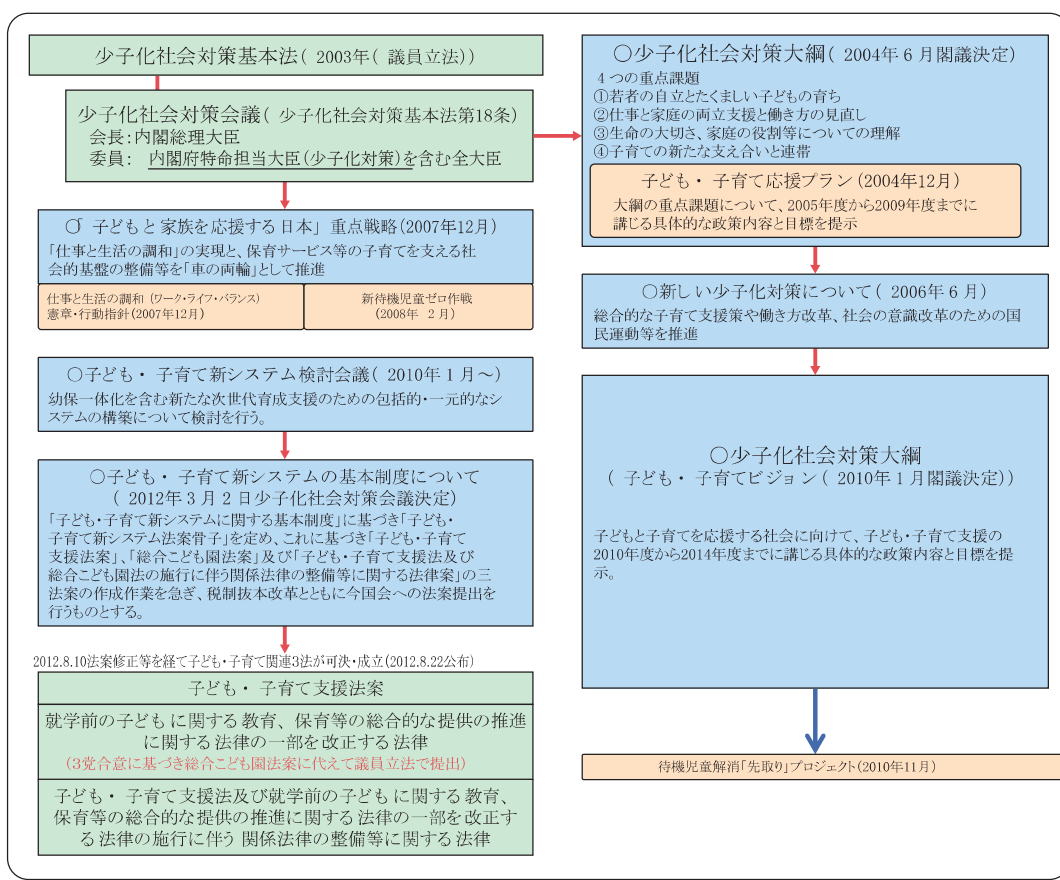 少子化社会対策基本法( 2003年( 議員立法))
少子化社会対策会議( 少子化社会対策基本法第18条)
会長:内閣総理大臣
委員: 内閣府特命担当大臣(少子化対策)を含む全大臣
〇「 子どもと家族を応援する日本」 重点戦略(2007年12月)
「仕事と生活の調和」の実現と、保育サービス等の子育てを支える社
会的基盤の整備等を「車の両輪」として推進
仕事と生活の調和 (ワーク・ライフ・バランス)
憲章・行動指針(2007年12月)
新待機児童ゼロ作戦
(2008年 2月)
〇子ども・ 子育て新システム検討会議( 2010年1月〜)
幼保一体化を含む新たな次世代育成支援のための包括的・一元的なシ
ステムの構築について検討を行う。
〇子ども・ 子育て新システムの基本制度について
( 2012年3月2日少子化社会対策会議決定)
「子ども・子育て新システムに関する基本制度」に基づき「子ども・
子育て新システム法案骨子」を定め、これに基づき「子ども・子育て
支援法案」、「総合こども園法案」及び「子ども・子育て支援法及び
総合こども園法の施行に伴う関係法律の整備等に関する法律案」の三
法案の作成作業を急ぎ、税制抜本改革とともに今国会への法案提出を
行うものとする。
2012.8.10法案修正等を経て子ども・子育て関連3法が可決・成立(2012.8.22公布)
子ども・ 子育て支援法案
就学前の子どもに関する教育、保育等の総合的な提供の推進
に関する法律の一部を改正する法律
(3党合意に基づき総合こども園法案に代えて議員立法で提出)
子ども・ 子育て支援法及び就学前の子どもに関する教育、
保育等の総合的な提供の推進に関する法律の一部を改正す
る法律の施行に伴う関係法律の整備等に関する法律
〇少子化社会対策大綱( 2004年6月閣議決定)
4つの重点課題
①若者の自立とたくましい子どもの育ち
②仕事と家庭の両立支援と働き方の見直し
③生命の大切さ、家庭の役割等についての理解
④子育ての新たな支え合いと連帯
子ども・ 子育て応援プラン(2004年12月)
大綱の重点課題について、2005年度から2009年度までに
講じる具体的な政策内容と目標を提示
〇新しい少子化対策について( 2006年6月)
総合的な子育て支援策や働き方改革、社会の意識改革のための国
民運動等を推進
〇少子化社会対策大綱
( 子ども・ 子育てビジョン( 2010年1月閣議決定))
子どもと子育てを応援する社会に向けて、子ども・子育て支援の
2010年度から2014年度までに講じる具体的な政策内容と目標を提
示。
待機児童解消「先取り」プロジェクト(2010年11月)